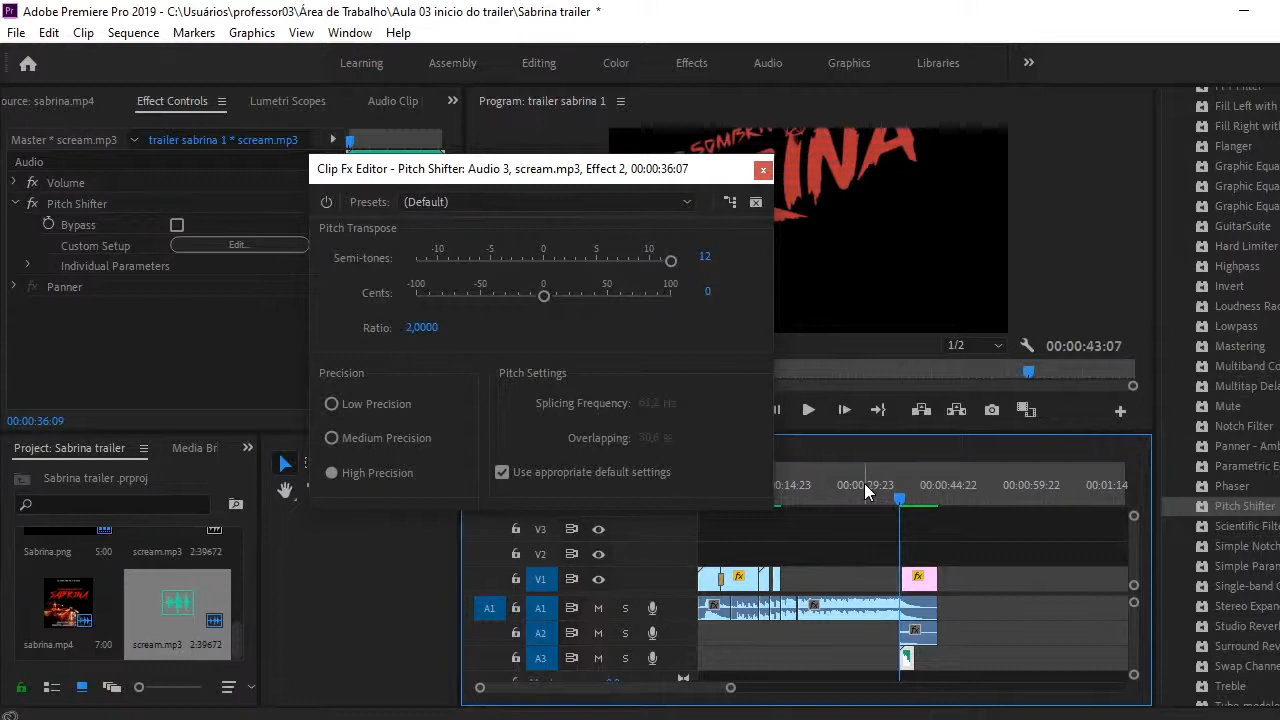 Adobe Premiere Pro 2019 - C:\Usuários\professor03\Área de Trabalho\Aula 03 inicio do trailer\Sabrina trailer *
File Edit Clip Sequence Markers Graphics View Window Help
Learning Assembly Editing Color Effects Audio Graphics Libraries
ource: sabrina.mp4 Effect Controls Lumetri Scopes Audio Clip
Program: trailer sabrina 1
Master * scream.mp3 trailer sabrina 1 * scream.mp3
Audio
fx Volume
fx Pitch Shifter
Bypass
Custom Setup Edit...
Individual Parameters
fx Panner
00:00:36:09
Clip Fx Editor - Pitch Shifter: Audio 3, scream.mp3, Effect 2, 00:00:36:07
Presets: (Default)
Pitch Transpose
-10 -5 0 5 10
Semi-tones: 12
-100 -50 0 50 100
Cents: 0
Ratio: 2,0000
Precision
Low Precision
Medium Precision
High Precision
Pitch Settings
Splicing Frequency: Hz
Overlapping: %
Use appropriate default settings
SOMBR
INA
1/2 00:00:43:07
Project: Sabrina trailer Media Br
Sabrina trailer .prproj
Sabrina.png 5:00 scream.mp3 2:39672
SABRINA
sabrina.mp4 7:00 scream.mp3 2:39672
0:14:23 00:00:29:23 00:00:44:22 00:00:59:22 00:01:14
V3
V2
V1 fx
A1 A1 M S fx fx
A2 M S fx
A3 M S
0,0
Fill Left with
Fill Right with
Flanger
Graphic Equa
Graphic Equa
Graphic Equa
GuitarSuite
Hard Limiter
Highpass
Invert
Loudness Rad
Lowpass
Mastering
Multiband Co
Multitap Dela
Mute
Notch Filter
Panner - Amb
Parametric E
Phaser
Pitch Shifter
Scientific Filte
Simple Notch
Simple Param
Single-band C
Stereo Expan
Studio Reverb
Surround Rev
Swap Channe
Treble